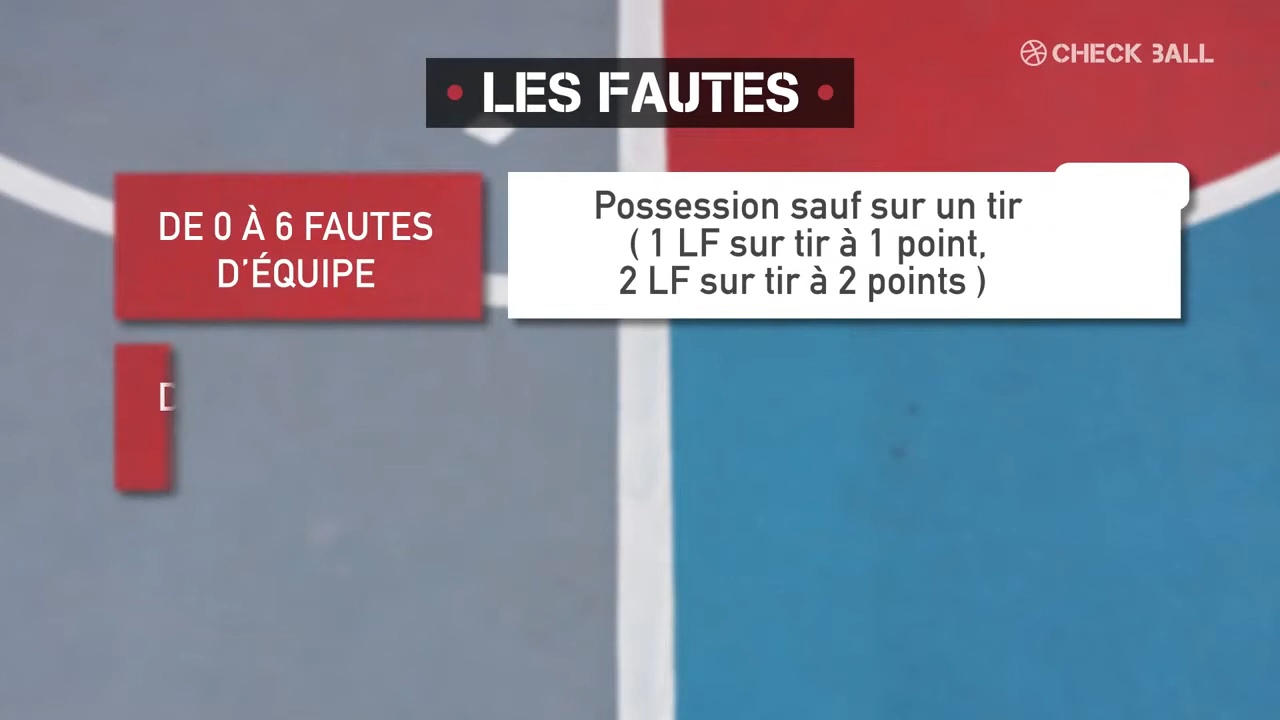 CHECK BALL
• LES FAUTES •
DE 0 À 6 FAUTES
D'ÉQUIPE
Possession sauf sur un tir
( 1 LF sur tir à 1 point,
2 LF sur tir à 2 points )
D